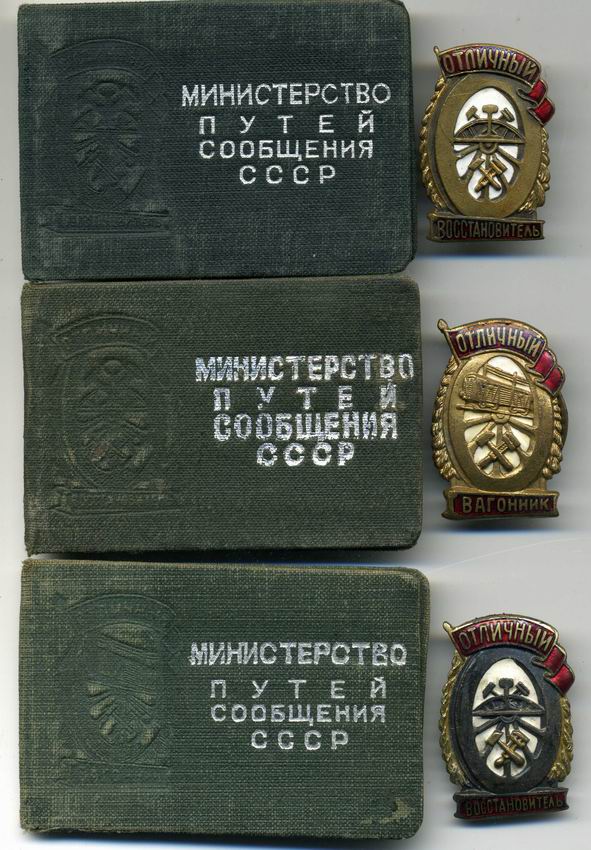 МИНИСТЕРСТВО
ПУТЕЙ
СООБЩЕНИЯ
СССР
ОТЛИЧНЫЙ
ВОССТАНОВИТЕЛЬ
МИНИСТЕРСТВО
ПУТЕЙ
СООБЩЕНИЯ
СССР
ОТЛИЧНЫЙ
ВАГОННИК
МИНИСТЕРСТВО
ПУТЕЙ
СООБЩЕНИЯ
СССР
ОТЛИЧНЫЙ
ВОССТАНОВИТЕЛЬ